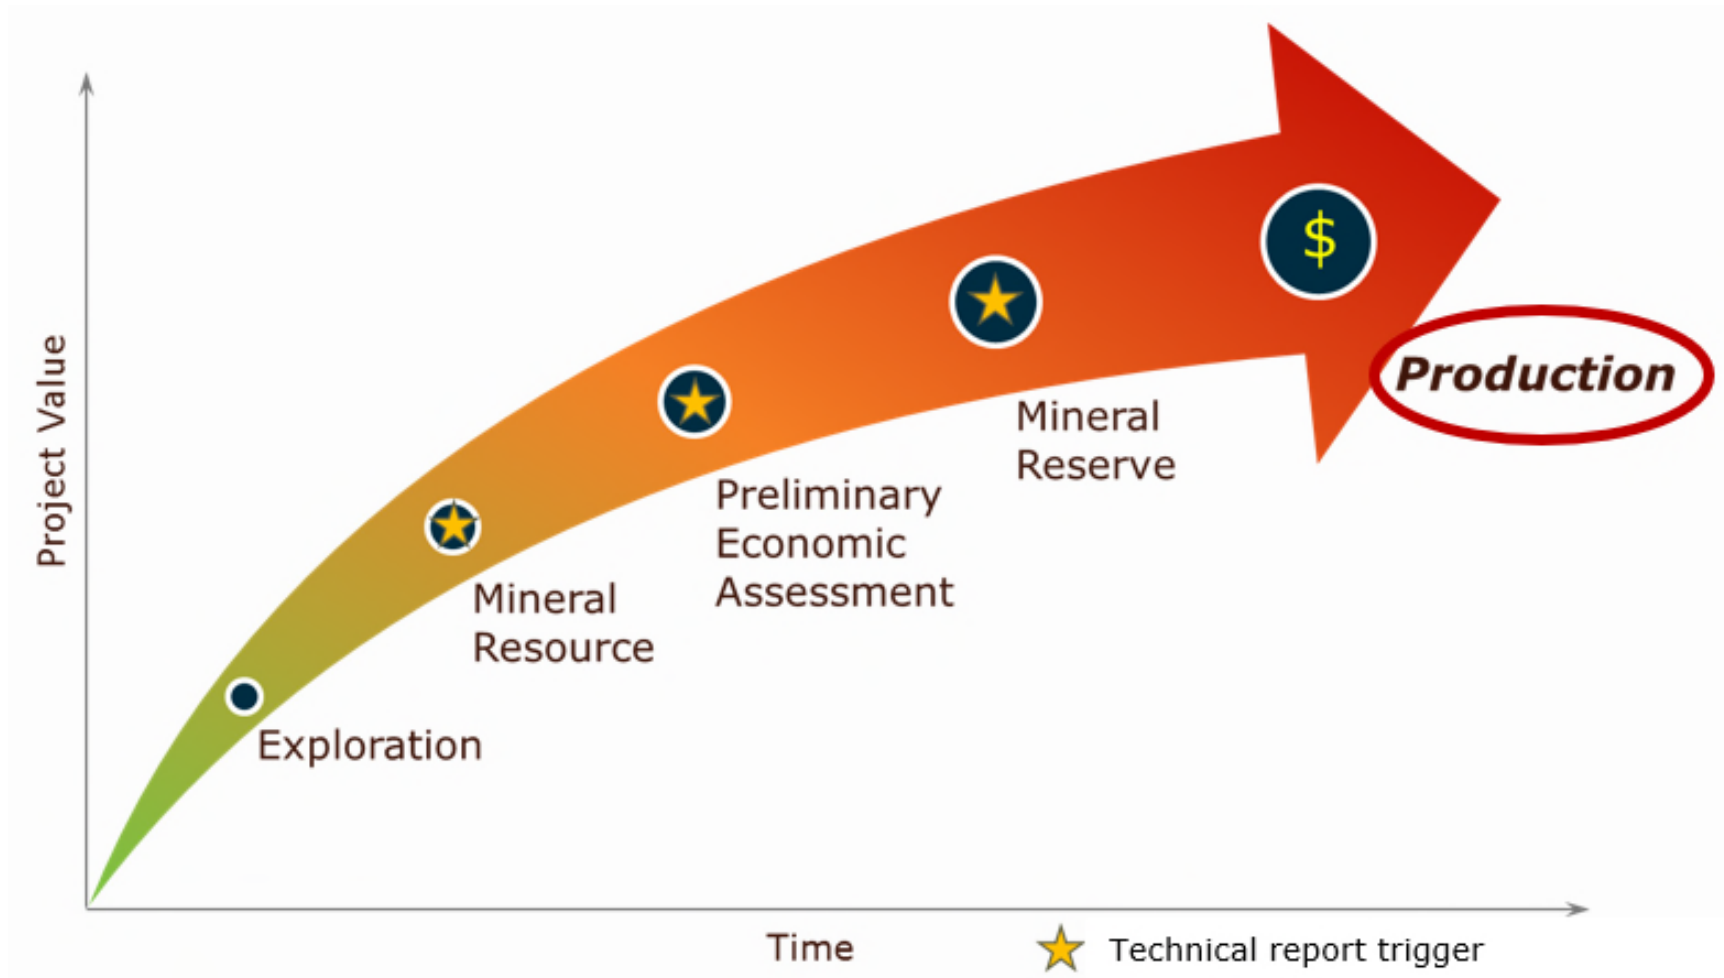 $
Production
Mineral
Reserve
Preliminary
Economic
Assessment
Mineral
Resource
Exploration
Project Value
Time
Technical report trigger